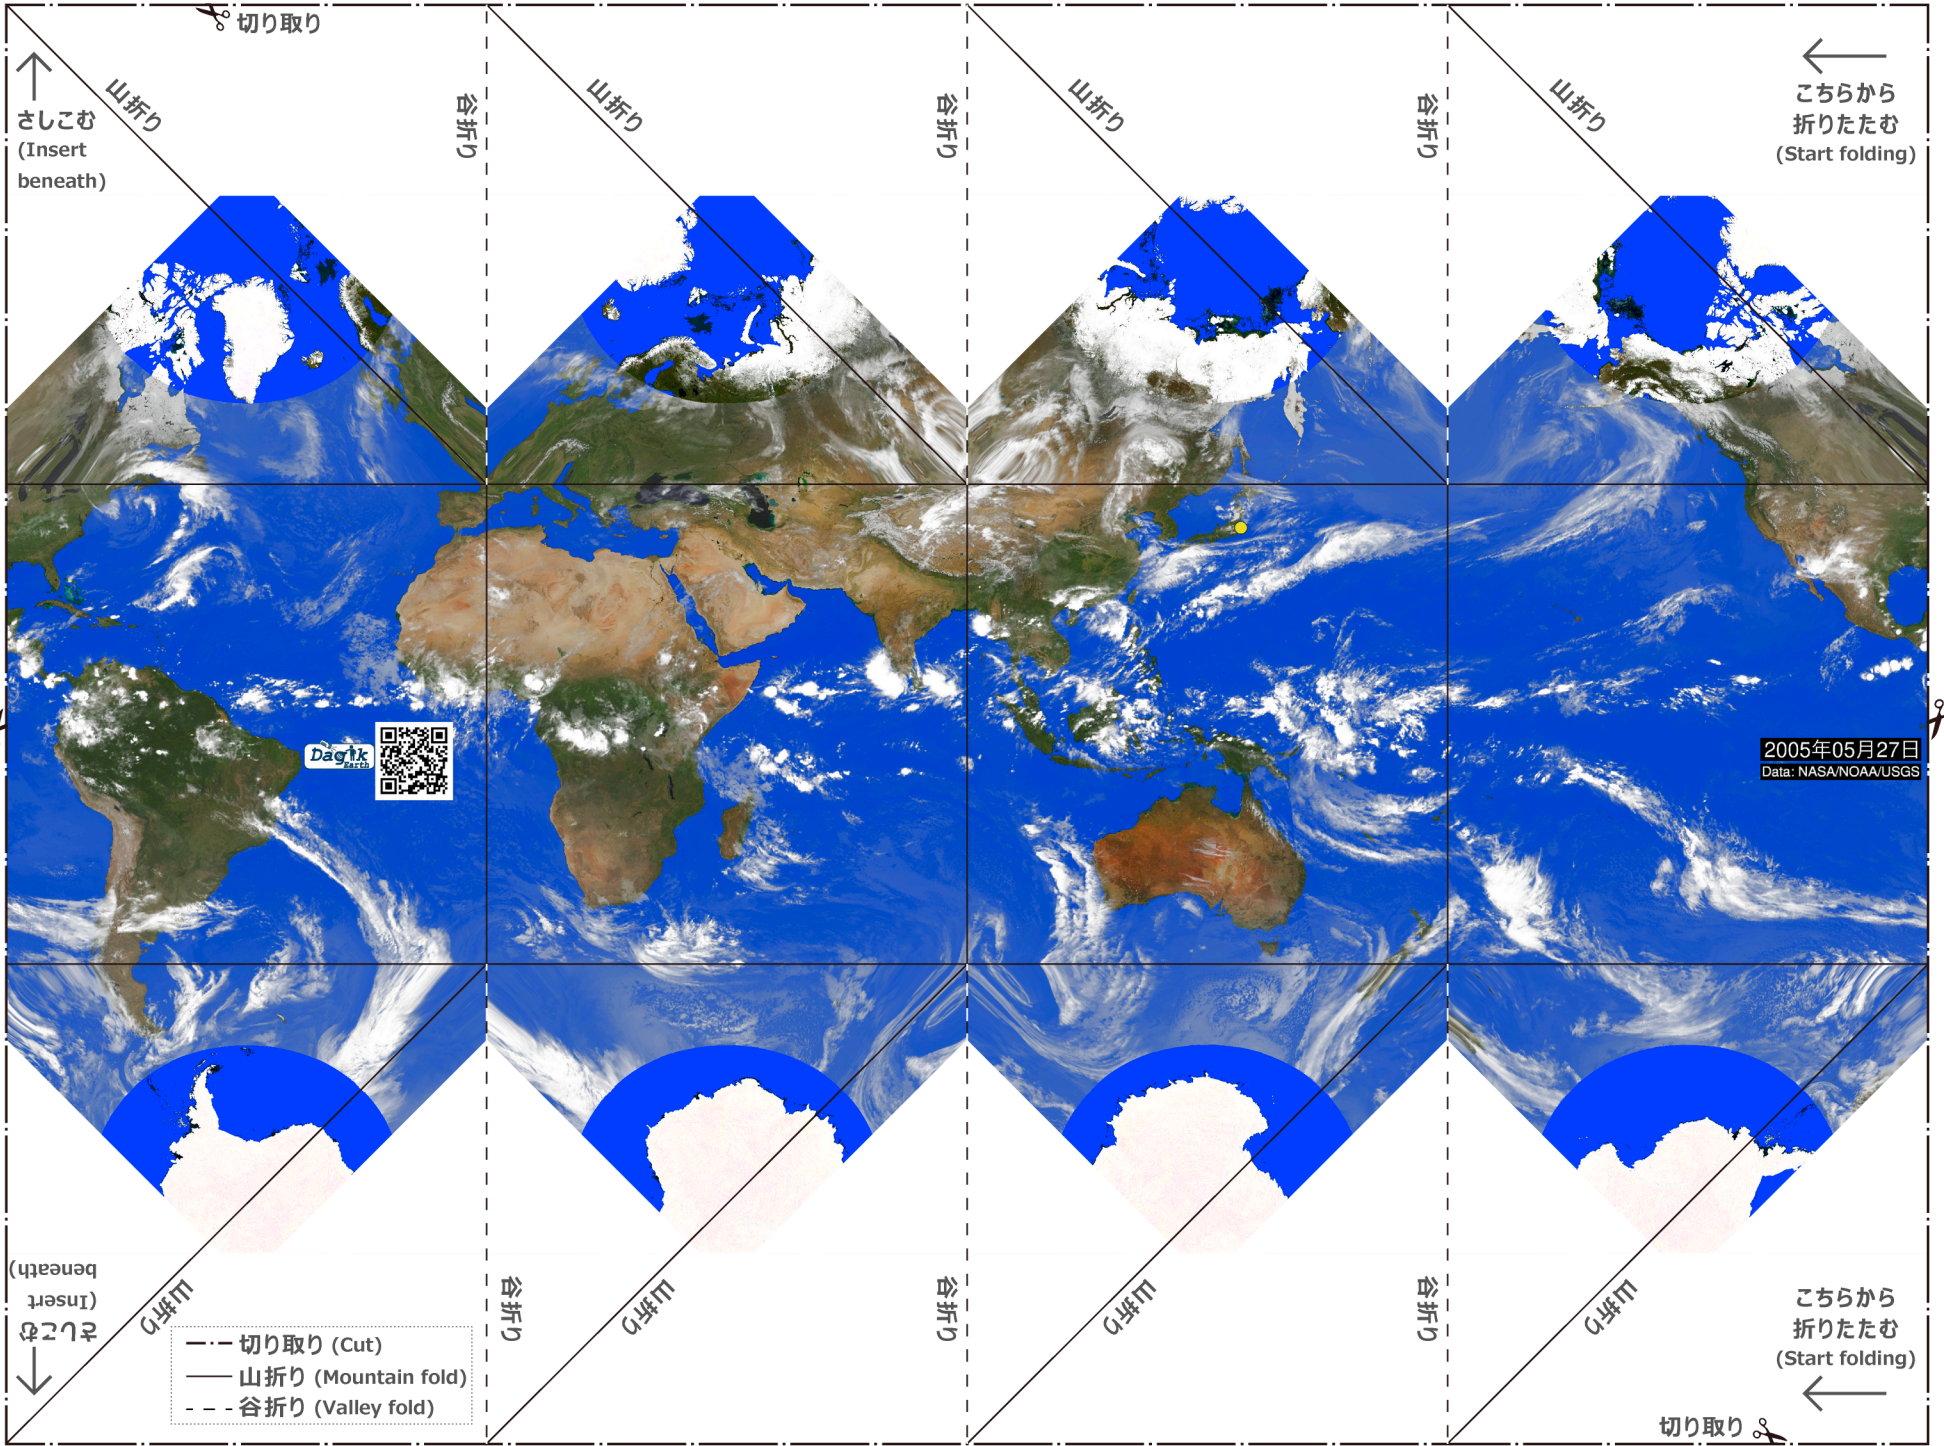 切り取り
山折り
谷折り
山折り
谷折り
山折り
谷折り
山折り
さしこむ
(Insert
beneath)
こちらから
折りたたむ
(Start folding)
Dagik
Earth
2005年05月27日
Data: NASA/NOAA/USGS
さしこむ
(Insert
beneath)
山折り
谷折り
山折り
谷折り
山折り
谷折り
山折り
こちらから
折りたたむ
(Start folding)
切り取り (Cut)
山折り (Mountain fold)
谷折り (Valley fold)
切り取り